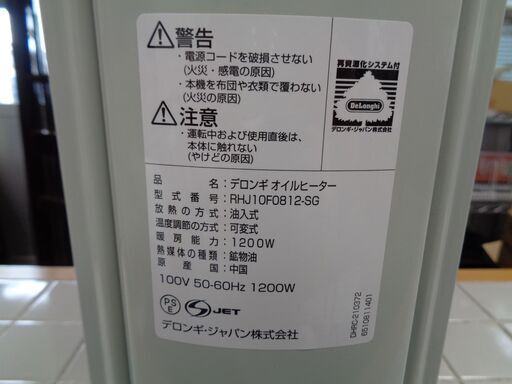 警告
・電源コードを破損させない
(火災・感電の原因)
・本機を布団や衣類で覆わない
(火災の原因)
注意
・運転中および使用直後は、
本体に触れない
(やけどの原因)
再資源化システム付
DeLonghi
デロンギ・ジャパン株式会社
品名：デロンギ オイルヒーター
型式番号：RHJ10F0812-SG
放熱の方式：油入式
温度調節の方式：可変式
暖房能力：1200W
熱媒体の種類：鉱物油
原産国：中国
100V 50-60Hz 1200W
PS
E
S JET
デロンギ・ジャパン株式会社
DHRC-210372
6510811401